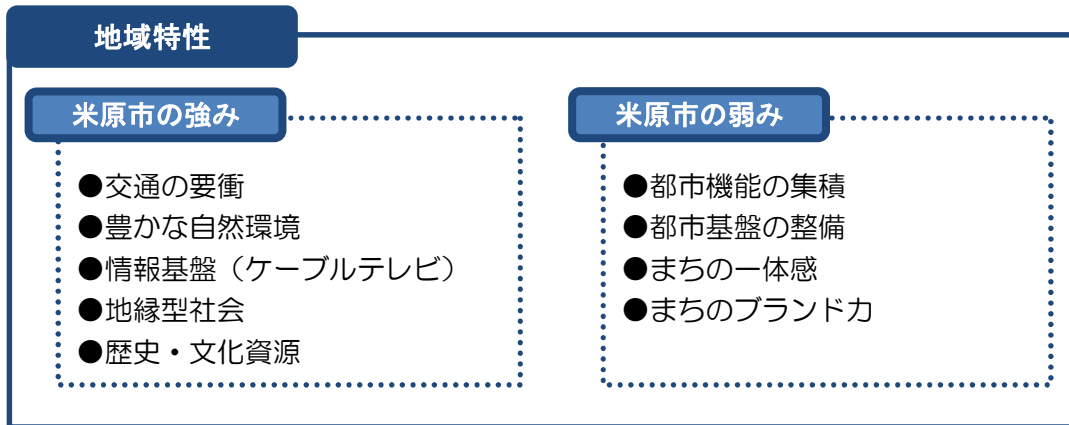 地域特性
米原市の強み
●交通の要衝
●豊かな自然環境
●情報基盤（ケーブルテレビ）
●地縁型社会
●歴史・文化資源
米原市の弱み
●都市機能の集積
●都市基盤の整備
●まちの一体感
●まちのブランド力